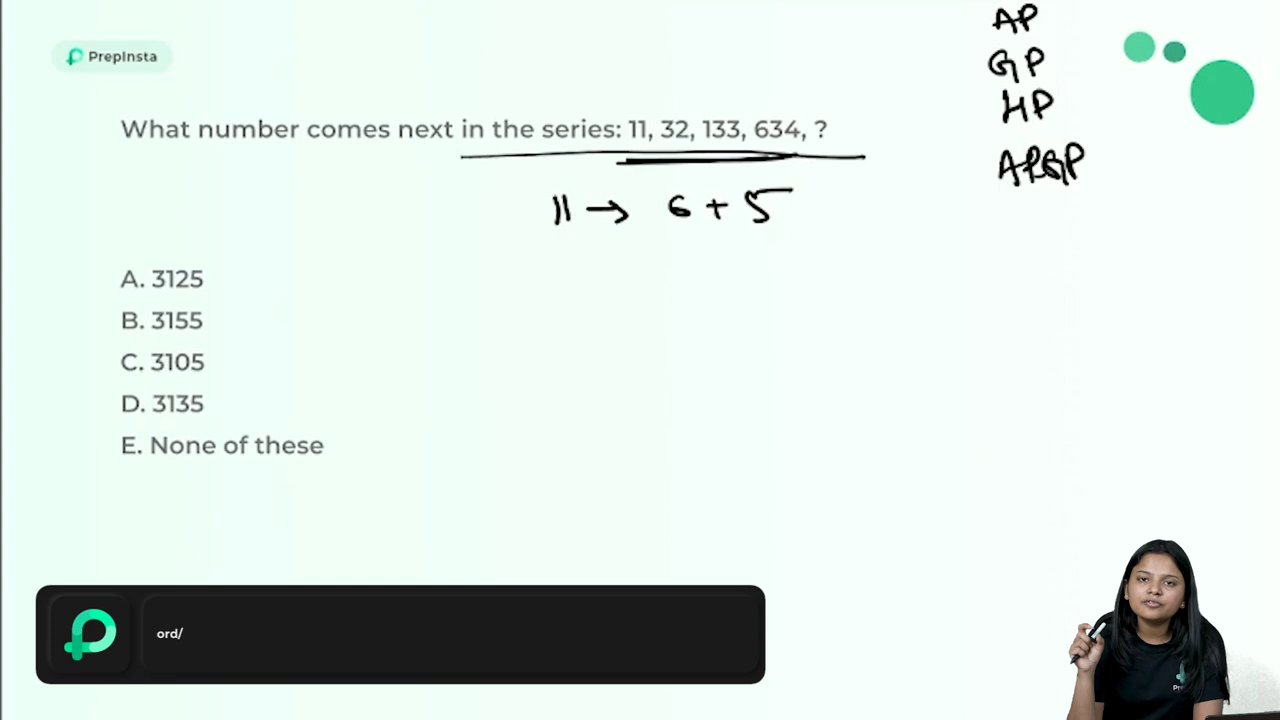 PrepInsta
What number comes next in the series: 11, 32, 133, 634, ?
AP
GP
HP
11 → 6 + 5
A. 3125
B. 3155
C. 3105
D. 3135
E. None of these
ord/